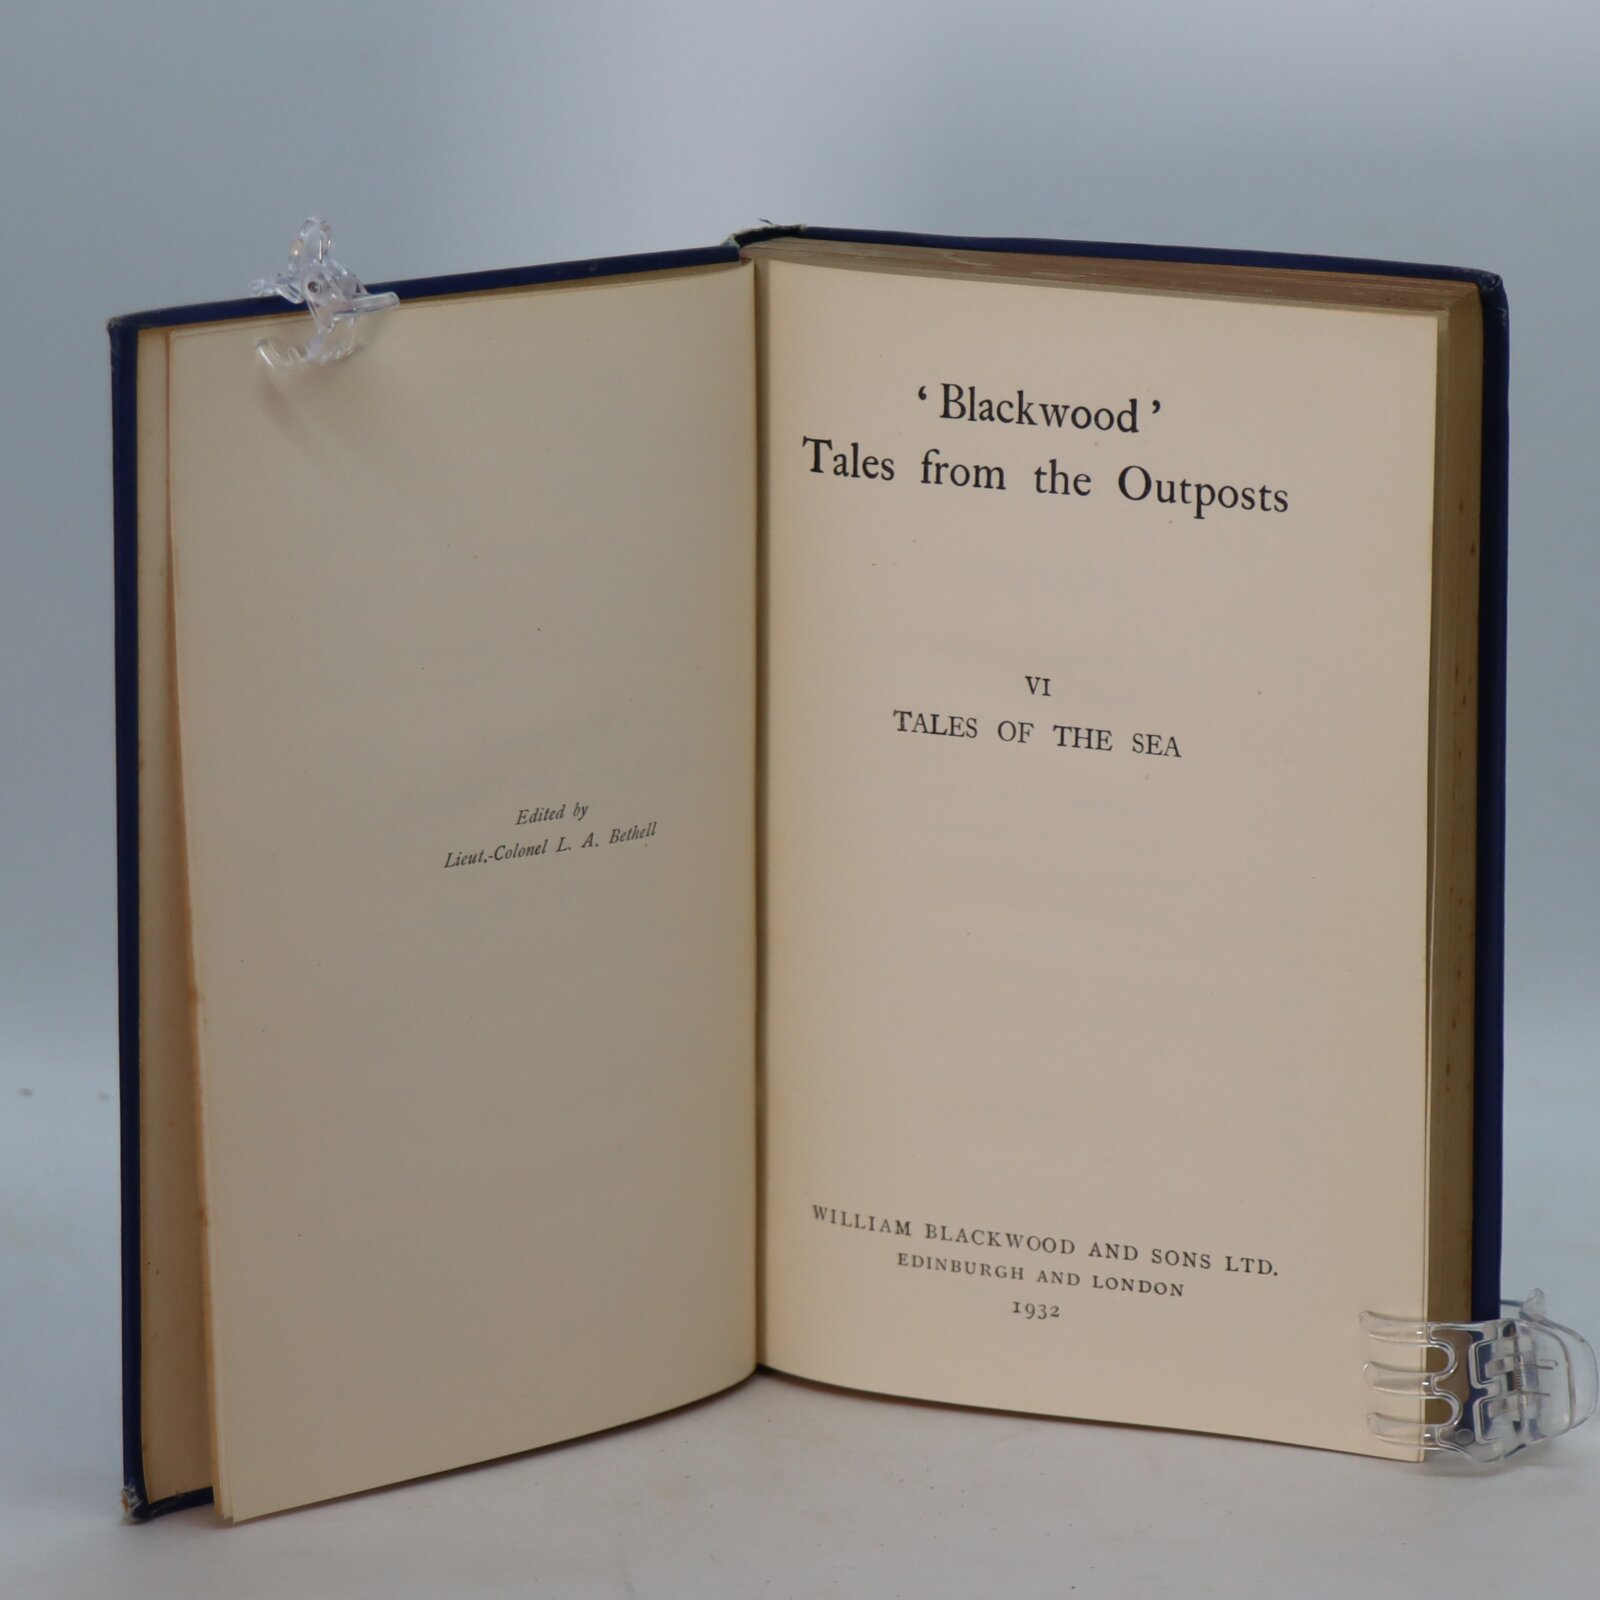 Edited by
Lieut.-Colonel L. A. Bethell
‘Blackwood’
Tales from the Outposts
VI
TALES OF THE SEA
WILLIAM BLACKWOOD AND SONS LTD.
EDINBURGH AND LONDON
1932